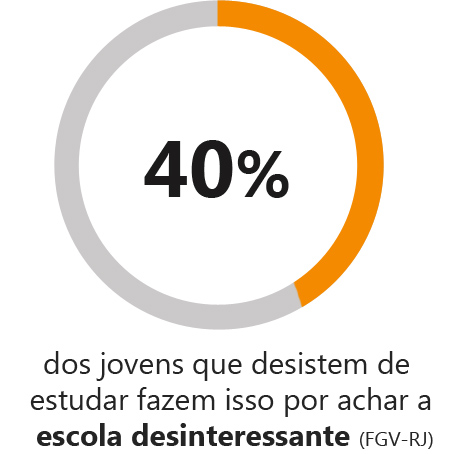 40%
dos jovens que desistem de
estudar fazem isso por achar a
escola desinteressante (FGV-RJ)